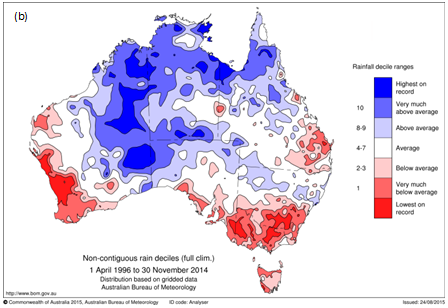 (b)
Rainfall decile ranges
Highest on
record
10
Very much
above average
8-9
Above average
4-7
Average
2-3
Below average
1
Very much
below average
Lowest on
record
Non-contiguous rain deciles (full clim.)
1 April 1996 to 30 November 2014
Distribution based on gridded data
Australian Bureau of Meteorology
http://www.bom.gov.au
© Commonwealth of Australia 2015, Australian Bureau of Meteorology
ID code: Analyser
Issued: 24/08/2015